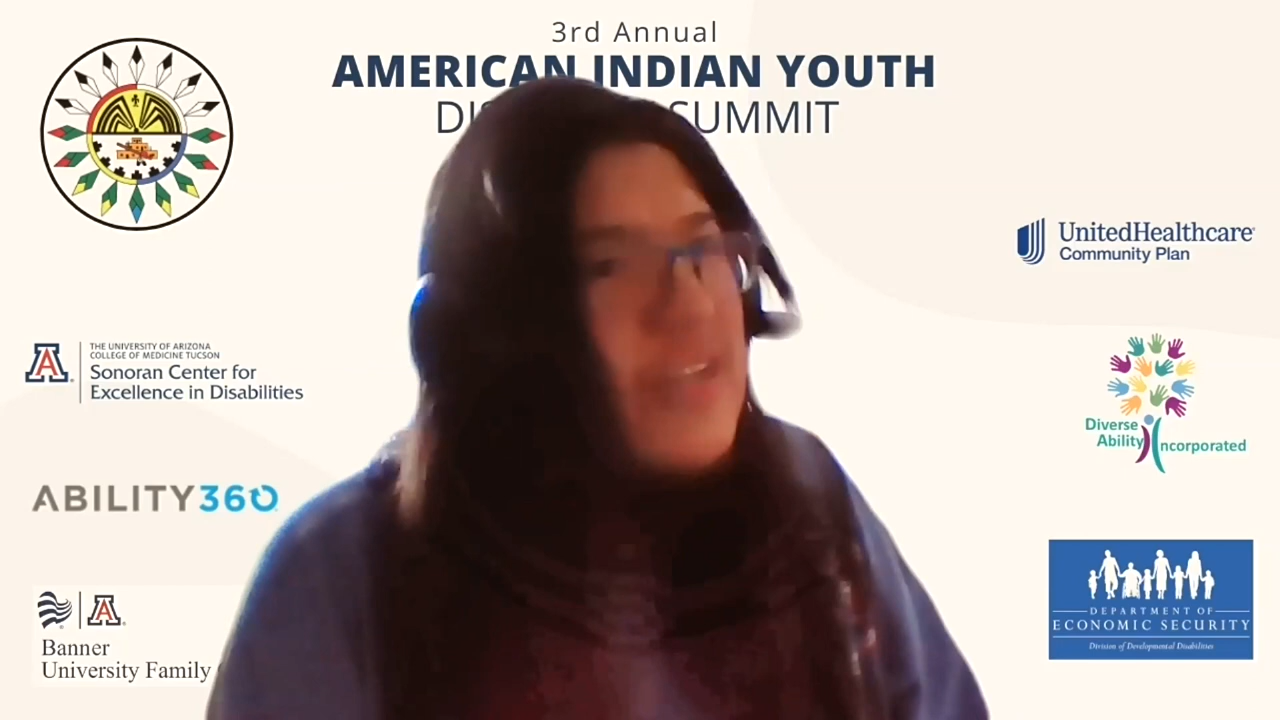 3rd Annual
AMERICAN INDIAN YOUTH
DIS SUMMIT
UnitedHealthcare
Community Plan
THE UNIVERSITY OF ARIZONA
COLLEGE OF MEDICINE TUCSON
Sonoran Center for
Excellence in Disabilities
Diverse
Ability Incorporated
ABILITY360
DEPARTMENT OF
ECONOMIC SECURITY
Division of Developmental Disabilities
A
Banner
University Family